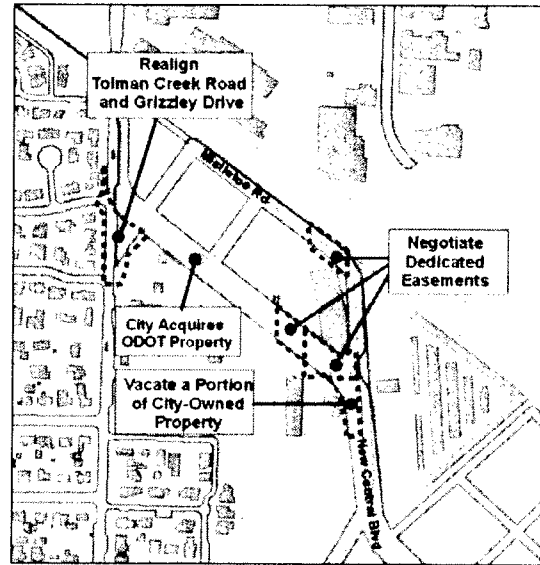 Realign
Tolman Creek Road
and Grizzley Drive
Mistletoe Rd
Negotiate
Dedicated
Easements
City Acquires
ODOT Property
Vacate a Portion
of City-Owned
Property
New Central Blvd